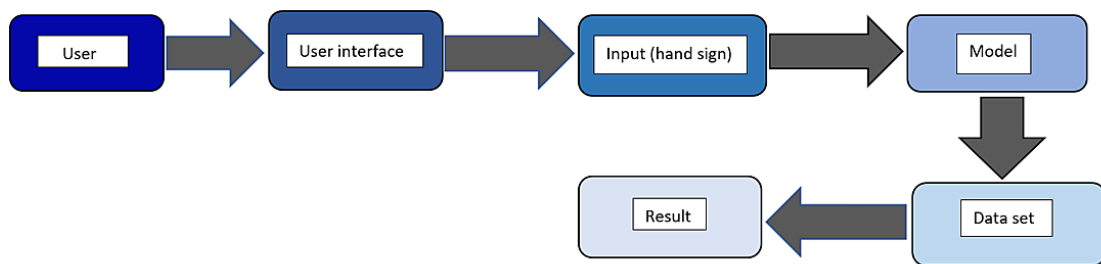 User
User interface
Input (hand sign)
Model
Data set
Result